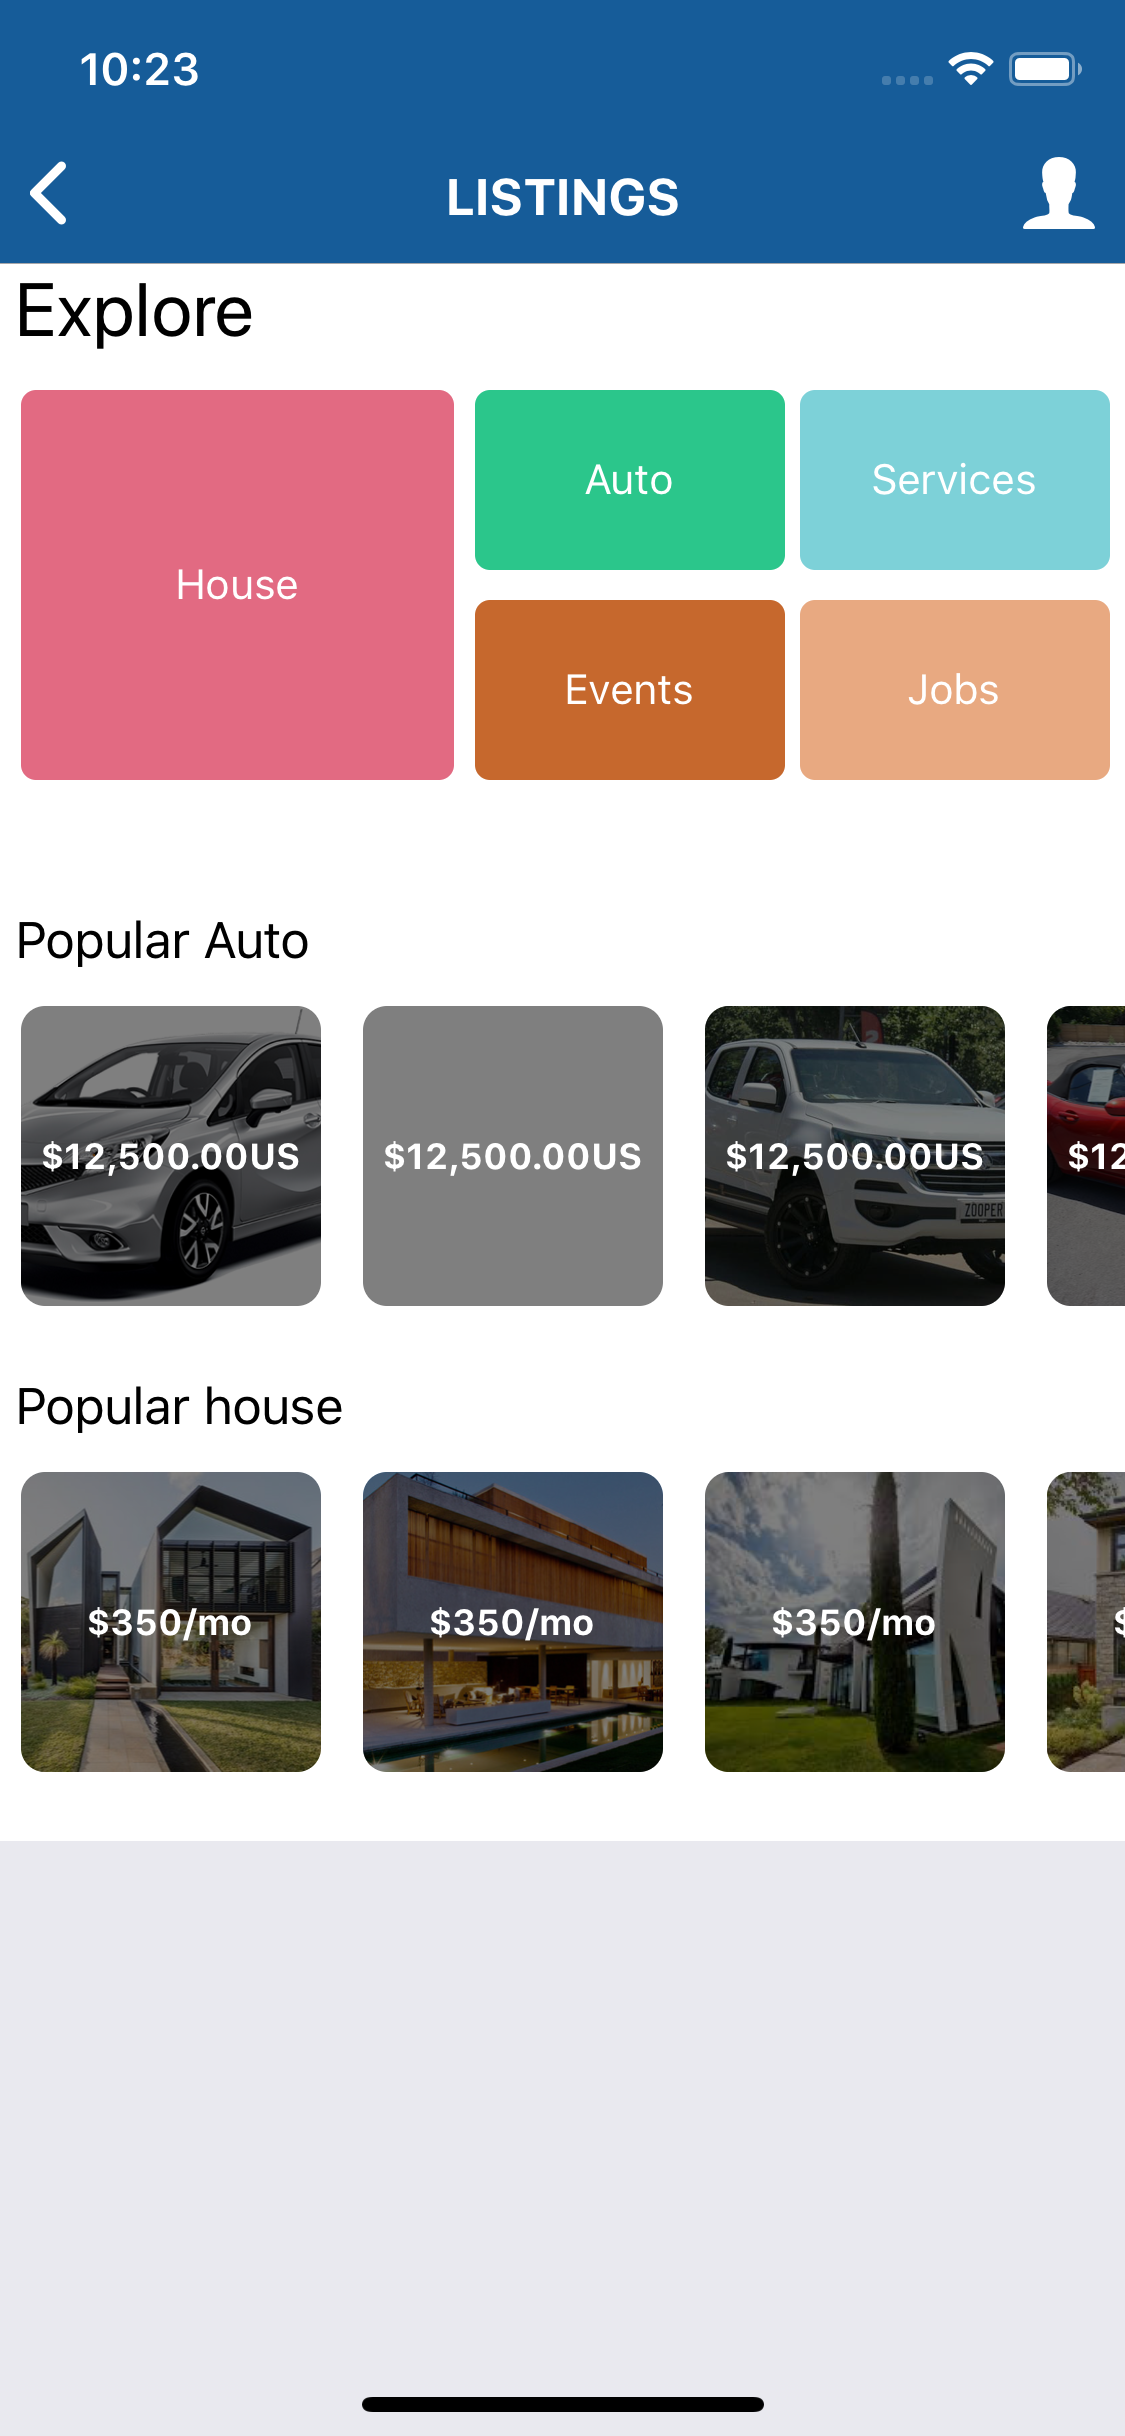 10:23
LISTINGS
Explore
House
Auto
Services
Events
Jobs
Popular Auto
$12,500.00US
$12,500.00US
$12,500.00US
$12
ZOOPER
Popular house
$350/mo
$350/mo
$350/mo
$